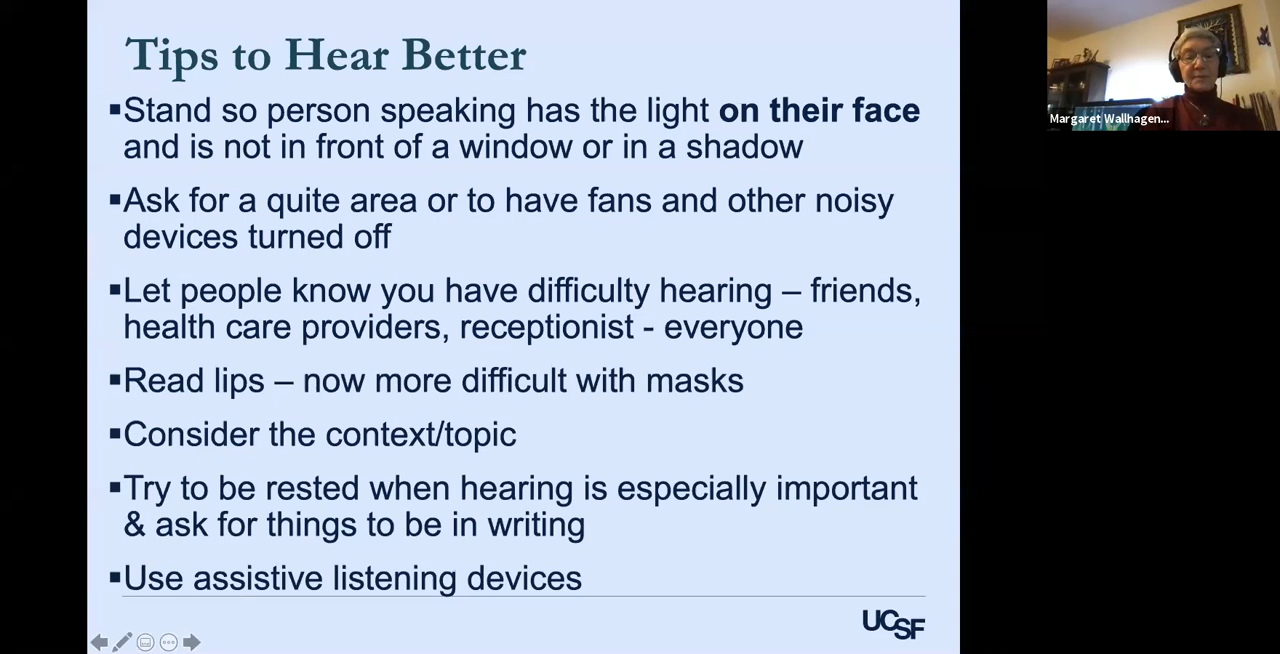 Tips to Hear Better
▪Stand so person speaking has the light on their face
and is not in front of a window or in a shadow
▪Ask for a quite area or to have fans and other noisy
devices turned off
▪Let people know you have difficulty hearing – friends,
health care providers, receptionist - everyone
▪Read lips – now more difficult with masks
▪Consider the context/topic
▪Try to be rested when hearing is especially important
& ask for things to be in writing
▪Use assistive listening devices
UCSF
Margaret Wallhagen...